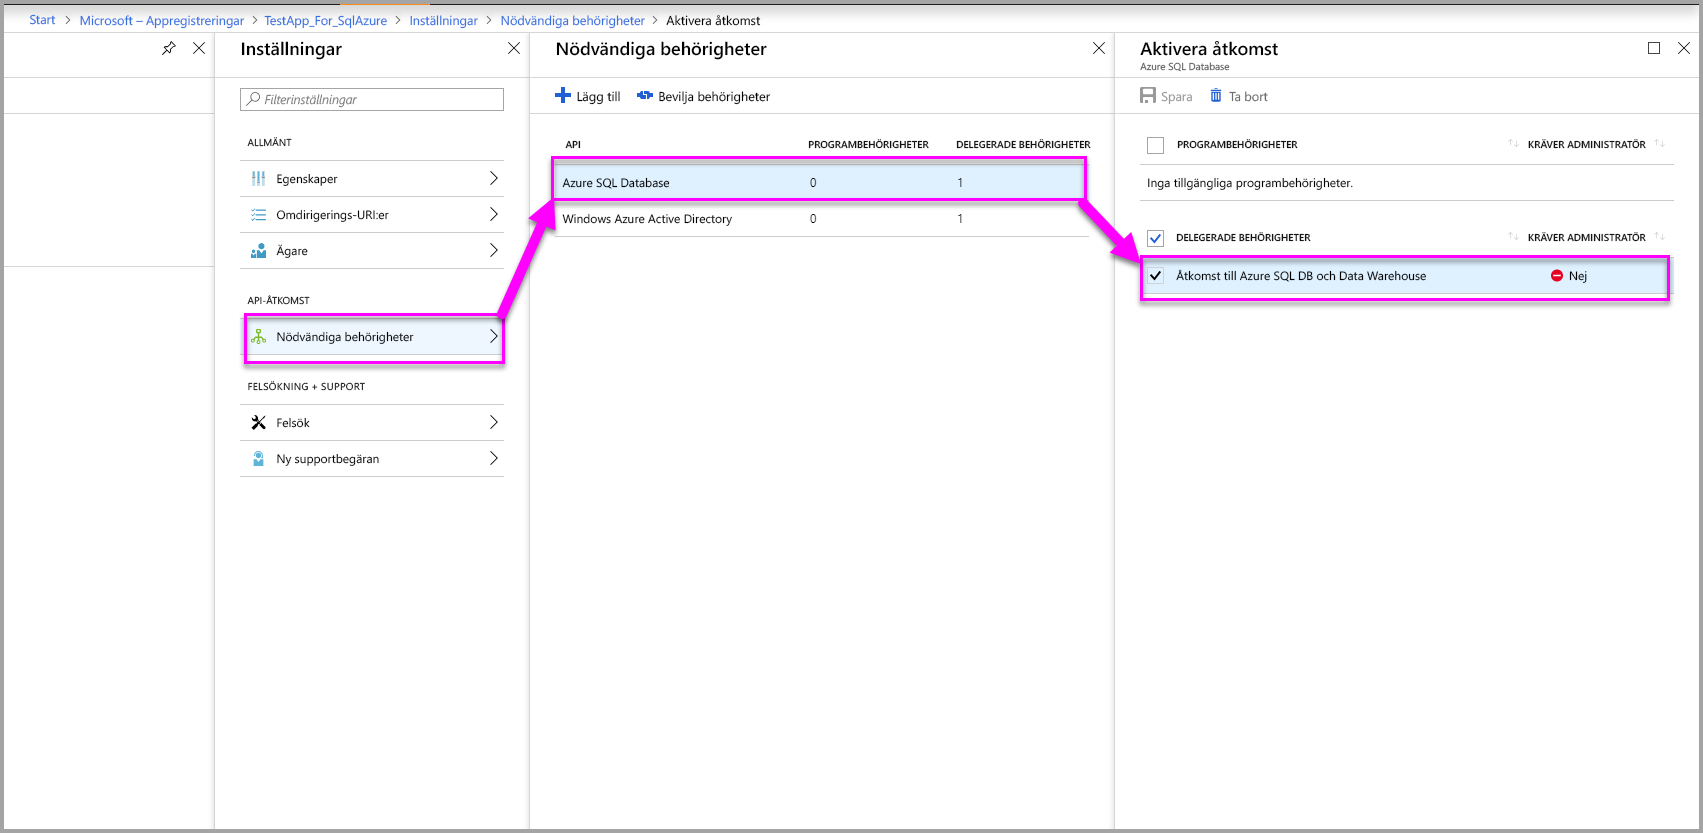 Start > Microsoft – Appregistreringar > TestApp_For_SqlAzure > Inställningar > Nödvändiga behörigheter > Aktivera åtkomst
Inställningar
Filterinställningar
ALLMÄNT
Egenskaper
Omdirigerings-URI:er
Ägare
API-ÅTKOMST
Nödvändiga behörigheter
FELSÖKNING + SUPPORT
Felsök
Ny supportbegäran
Nödvändiga behörigheter
Lägg till Bevilja behörigheter
API PROGRAMBEHÖRIGHETER DELEGERADE BEHÖRIGHETER
Azure SQL Database 0 1
Windows Azure Active Directory 0 1
Aktivera åtkomst
Azure SQL Database
Spara Ta bort
PROGRAMBEHÖRIGHETER KRÄVER ADMINISTRATÖR
Inga tillgängliga programbehörigheter.
DELEGERADE BEHÖRIGHETER KRÄVER ADMINISTRATÖR
Åtkomst till Azure SQL DB och Data Warehouse Nej